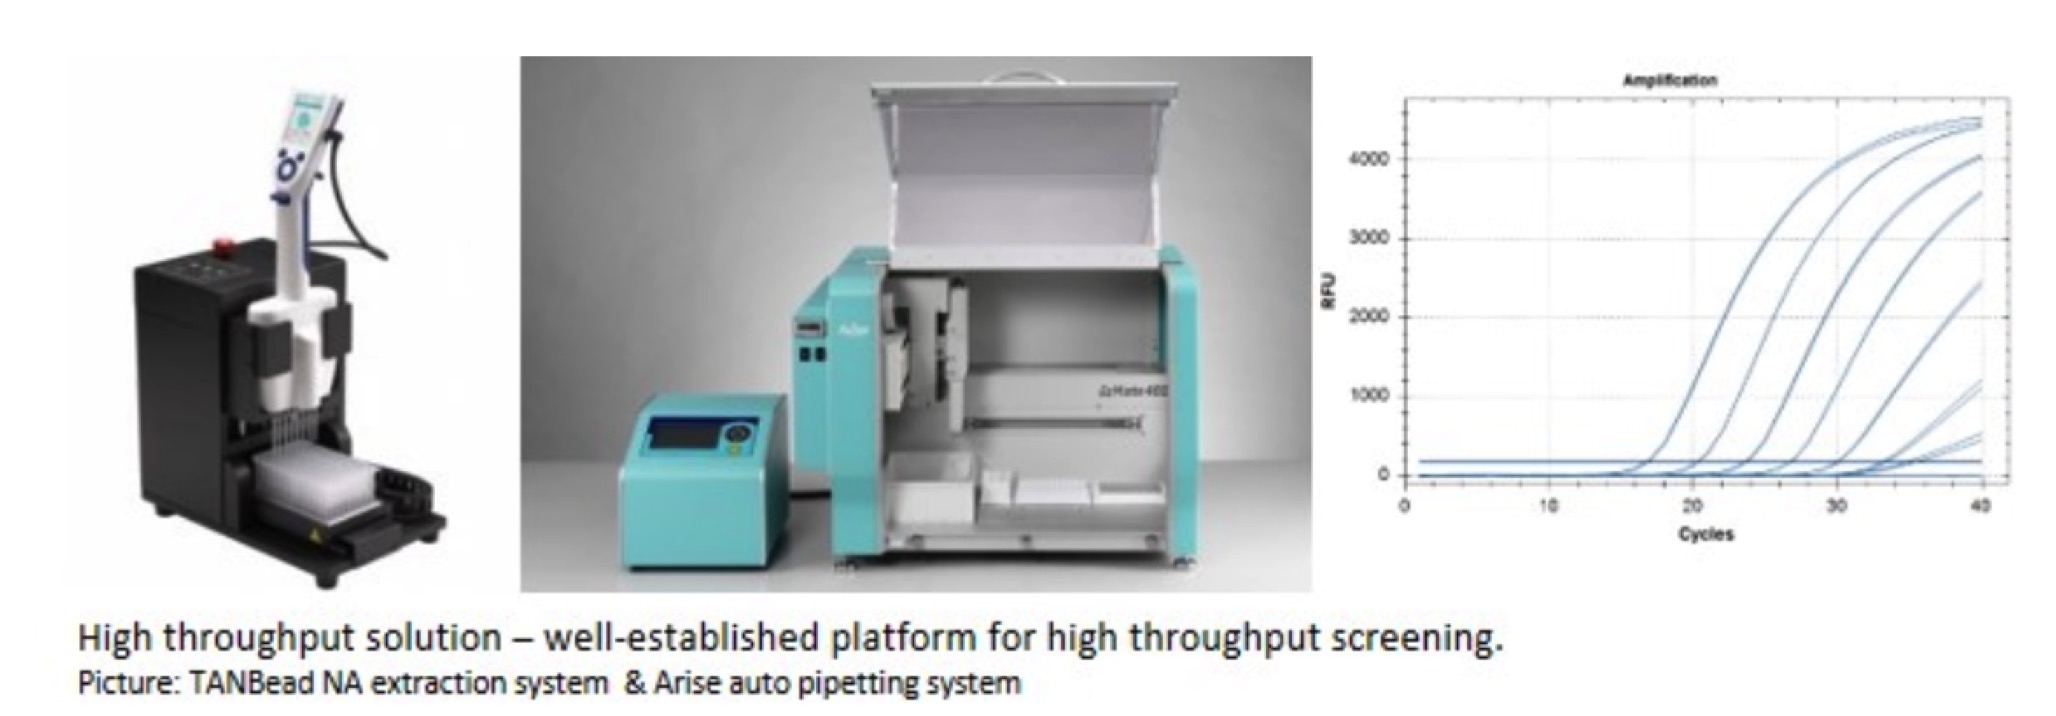 Amplification
4000
3000
2000
1000
0
RFU
0
10
20
30
40
Cycles
High throughput solution – well-established platform for high throughput screening.
Picture: TANBead NA extraction system & Arise auto pipetting system